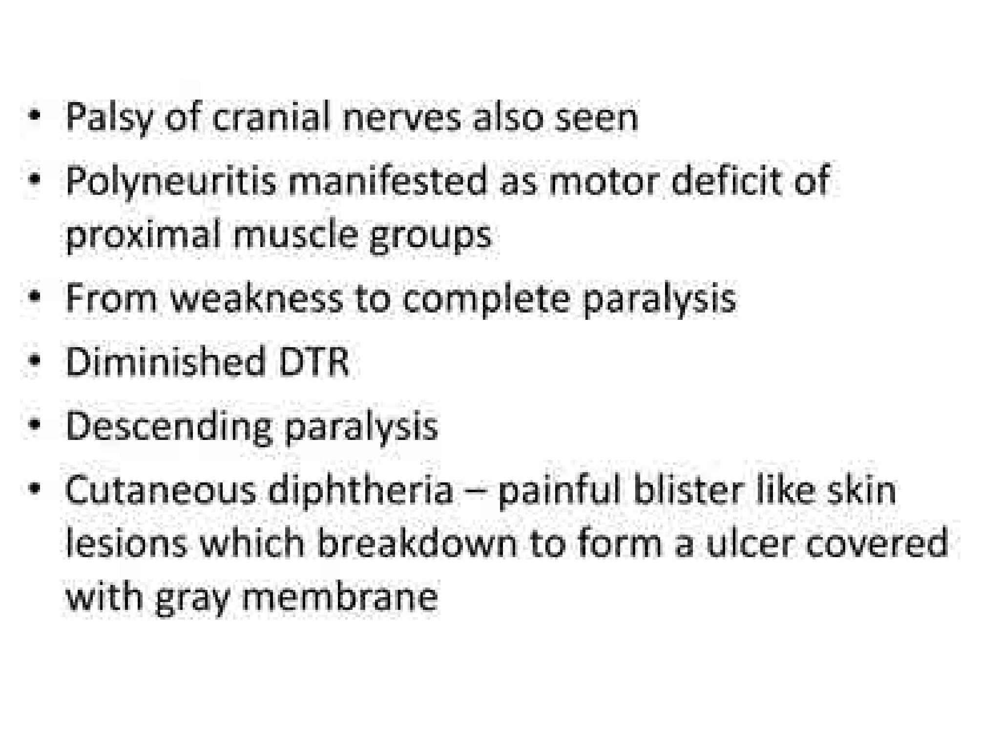 • Palsy of cranial nerves also seen
• Polyneuritis manifested as motor deficit of
proximal muscle groups
• From weakness to complete paralysis
• Diminished DTR
• Descending paralysis
• Cutaneous diphtheria – painful blister like skin
lesions which breakdown to form a ulcer covered
with gray membrane